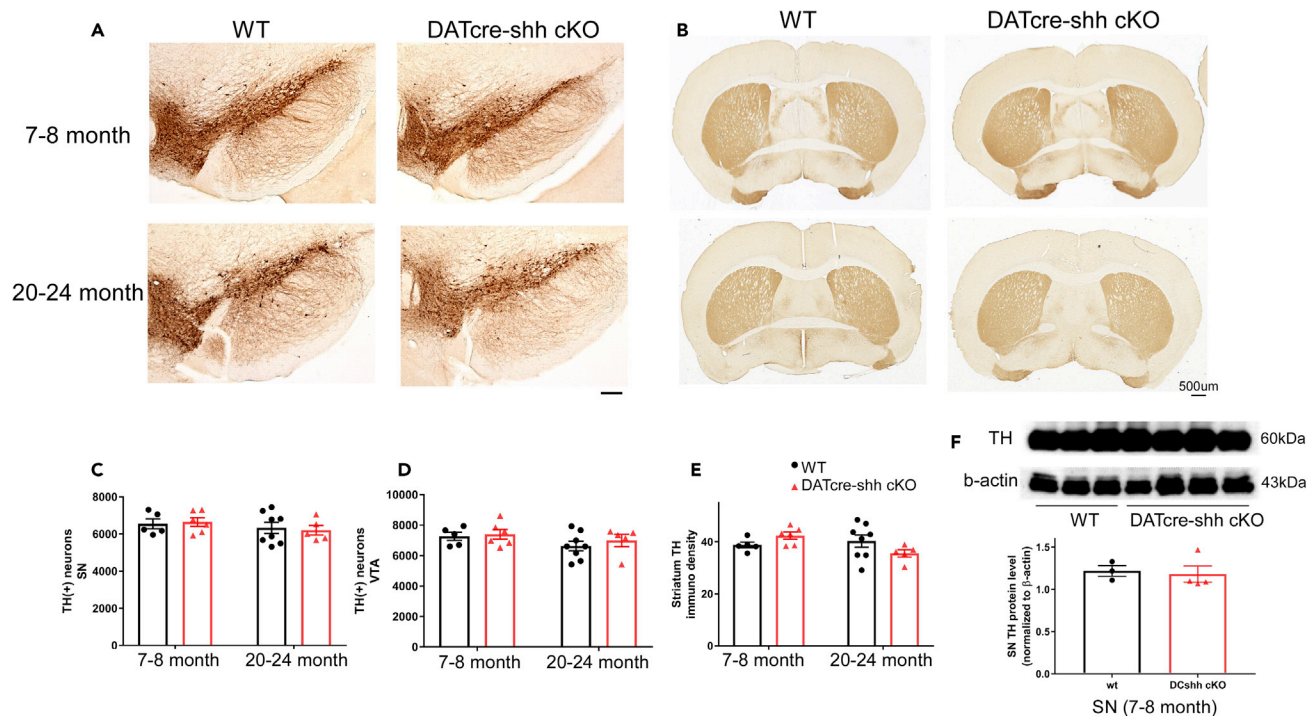 A
WT
DATcre-shh cKO
B
WT
DATcre-shh cKO
7-8 month
20-24 month
500um
C
TH(+) neurons
SN
8000
6000
4000
2000
0
7-8 month
20-24 month
D
TH(+) neurons
VTA
10000
8000
6000
4000
2000
0
7-8 month
20-24 month
E
WT
DATcre-shh cKO
Striatum TH
immuno density
40
20
0
7-8 month
20-24 month
F
TH
60kDa
b-actin
43kDa
WT
DATcre-shh cKO
SN TH protein level
(normalized to β-actin)
1.5
1.0
0.5
0.0
wt
DCshh cKO
SN (7-8 month)